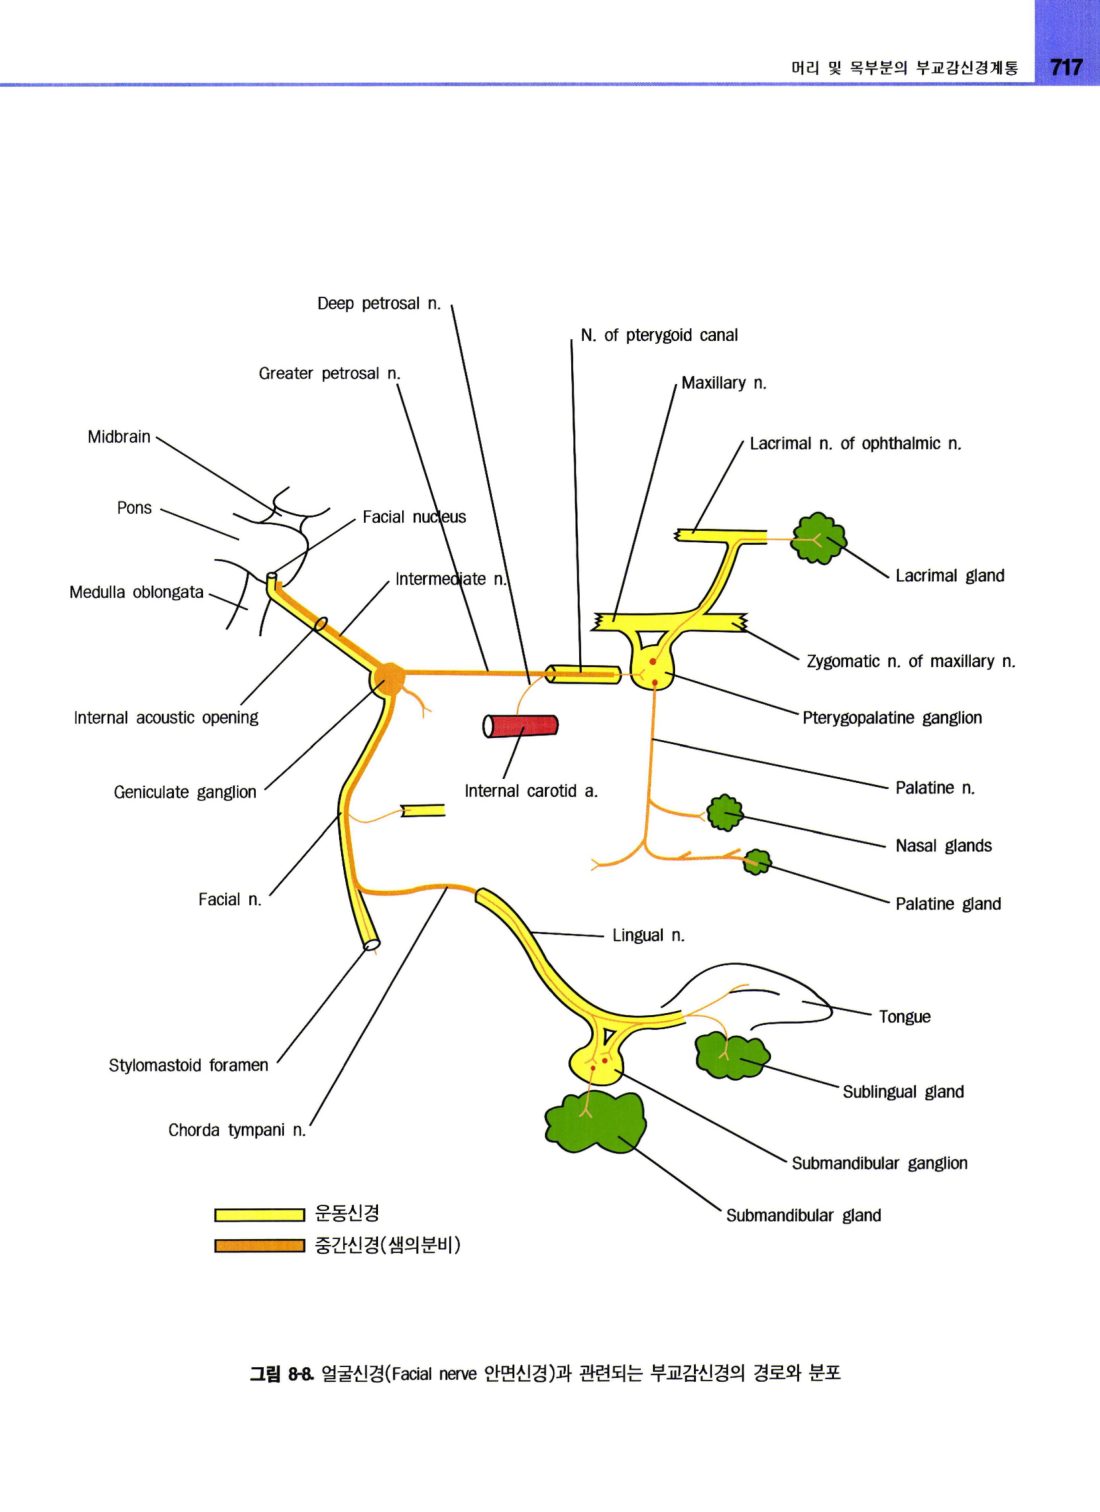 머리 및 목부분의 부교감신경계통 717
Deep petrosal n.
N. of pterygoid canal
Greater petrosal n.
Maxillary n.
Midbrain
Lacrimal n. of ophthalmic n.
Pons
Facial nucleus
Intermediate n.
Lacrimal gland
Medulla oblongata
Zygomatic n. of maxillary n.
Internal acoustic opening
Pterygopalatine ganglion
Geniculate ganglion
Internal carotid a.
Palatine n.
Nasal glands
Facial n.
Palatine gland
Lingual n.
Tongue
Stylomastoid foramen
Sublingual gland
Chorda tympani n.
Submandibular ganglion
Submandibular gland
운동신경
중간신경(샘의분비)
그림 8-8. 얼굴신경(Facial nerve 안면신경)과 관련되는 부교감신경의 경로와 분포